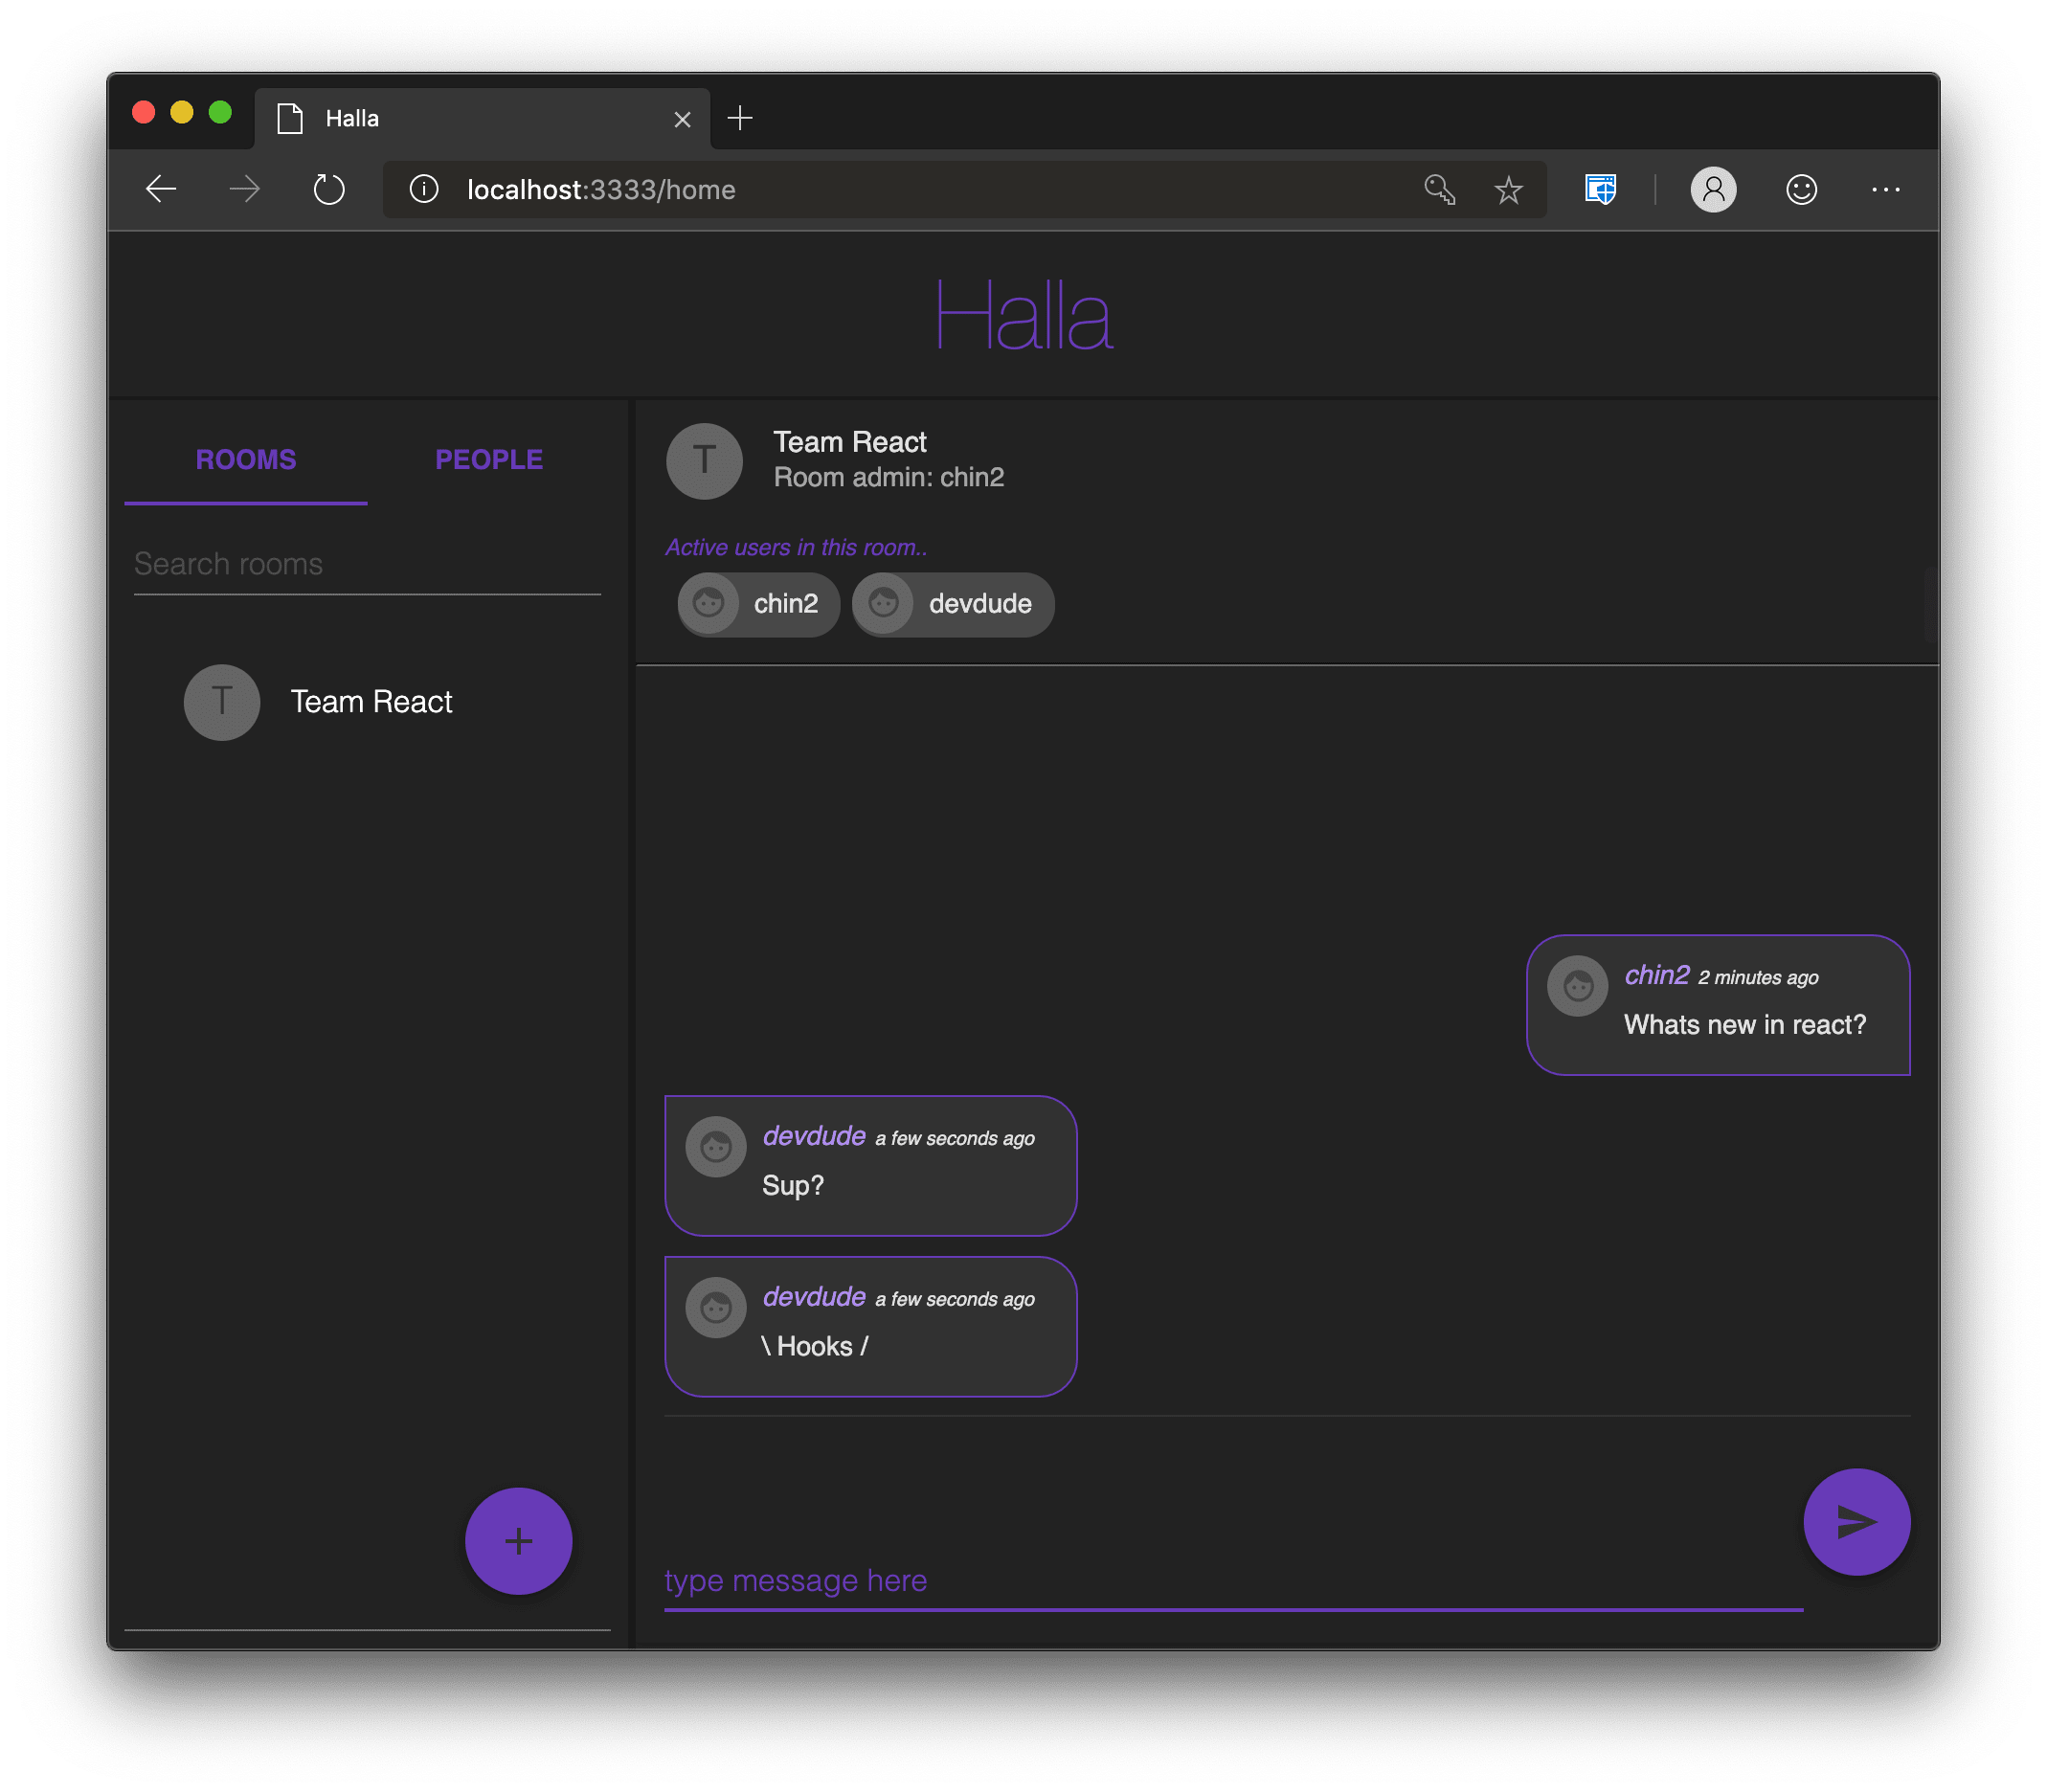 Halla
localhost:3333/home
Halla
ROOMS PEOPLE
Search rooms
T Team React
T Team React
Room admin: chin2
Active users in this room..
chin2 devdude
chin2 2 minutes ago
Whats new in react?
devdude a few seconds ago
Sup?
devdude a few seconds ago
\ Hooks /
type message here